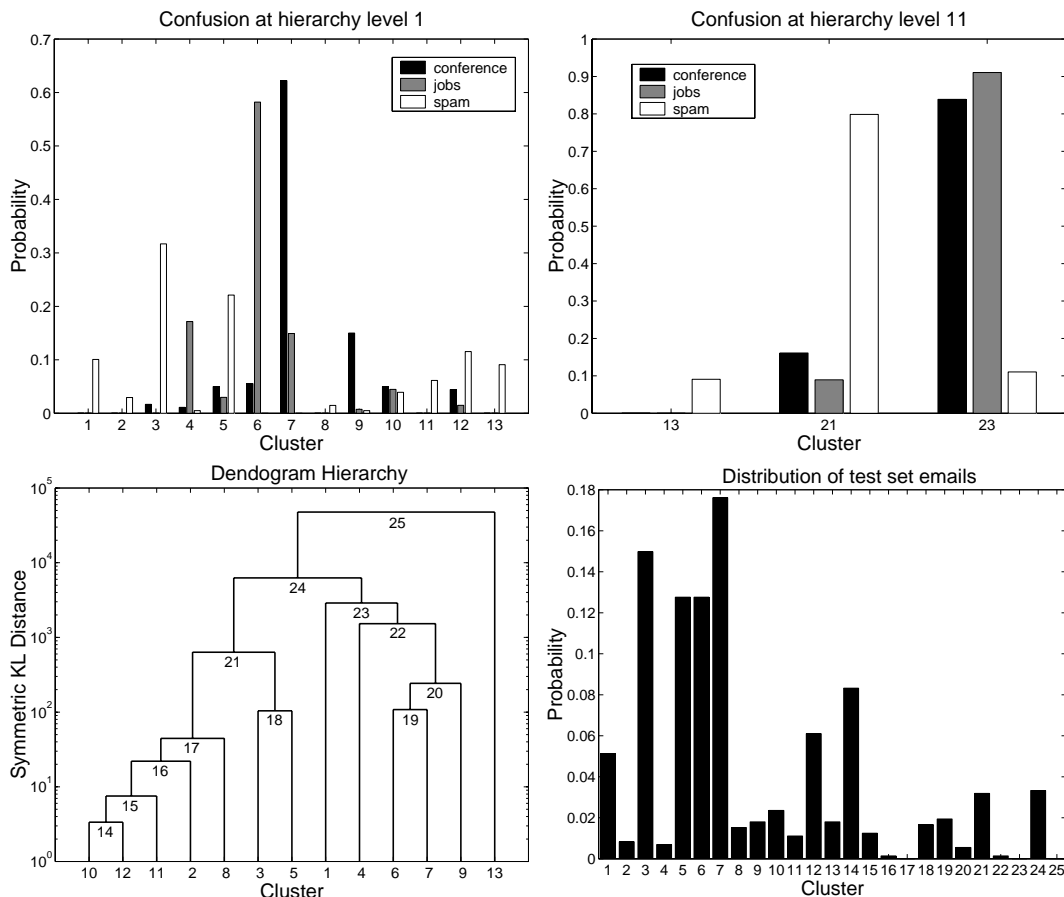 Confusion at hierarchy level 1
0.7
0.6
0.5
0.4
0.3
0.2
0.1
0
Probability
conference
jobs
spam
1 2 3 4 5 6 7 8 9 10 11 12 13
Cluster
Confusion at hierarchy level 11
1
0.9
0.8
0.7
0.6
0.5
0.4
0.3
0.2
0.1
0
Probability
conference
jobs
spam
13 21 23
Cluster
Dendogram Hierarchy
10^5
10^4
10^3
10^2
10^1
10^0
Symmetric KL Distance
25
24
23
22
21
20
19
18
17
16
15
14
10 12 11 2 8 3 5 1 4 6 7 9 13
Cluster
Distribution of test set emails
0.18
0.16
0.14
0.12
0.1
0.08
0.06
0.04
0.02
0
Probability
1 2 3 4 5 6 7 8 9 10 11 12 13 14 15 16 17 18 19 20 21 22 23 24 25
Cluster